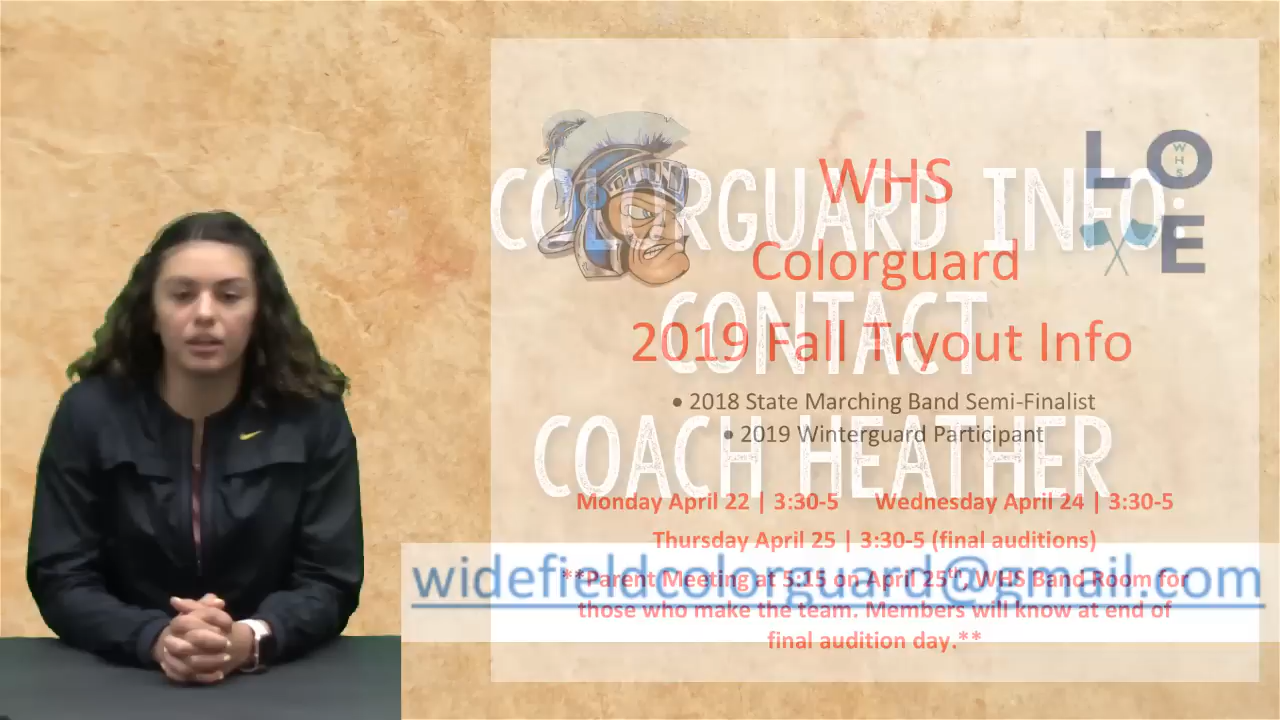 WHS
Colorguard
2019 Fall Tryout Info
• 2018 State Marching Band Semi-Finalist
• 2019 Winterguard Participant
Monday April 22 | 3:30-5 Wednesday April 24 | 3:30-5
Thursday April 25 | 3:30-5 (final auditions)
**Parent Meeting at 5:15 on April 25th, WHS Band Room for
those who make the team. Members will know at end of
final audition day.**
COLORGUARD INFO:
CONTACT
COACH HEATHER
widefieldcolorguard@gmail.com
LO
WHS
E